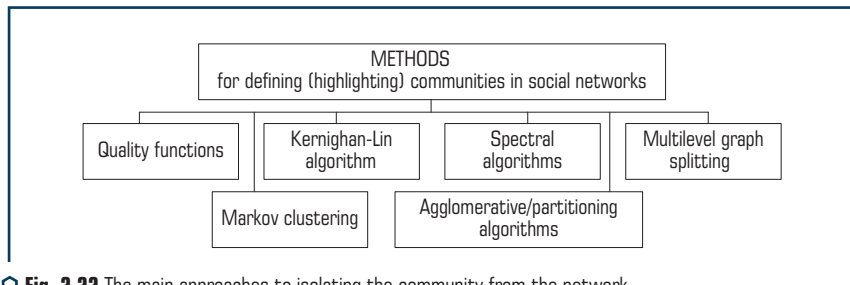 METHODS
for defining (highlighting) communities in social networks
Quality functions
Kernighan-Lin
algorithm
Spectral
algorithms
Multilevel graph
splitting
Markov clustering
Agglomerative/partitioning
algorithms
Fig. 2.22 The main approaches to isolating the community from the network